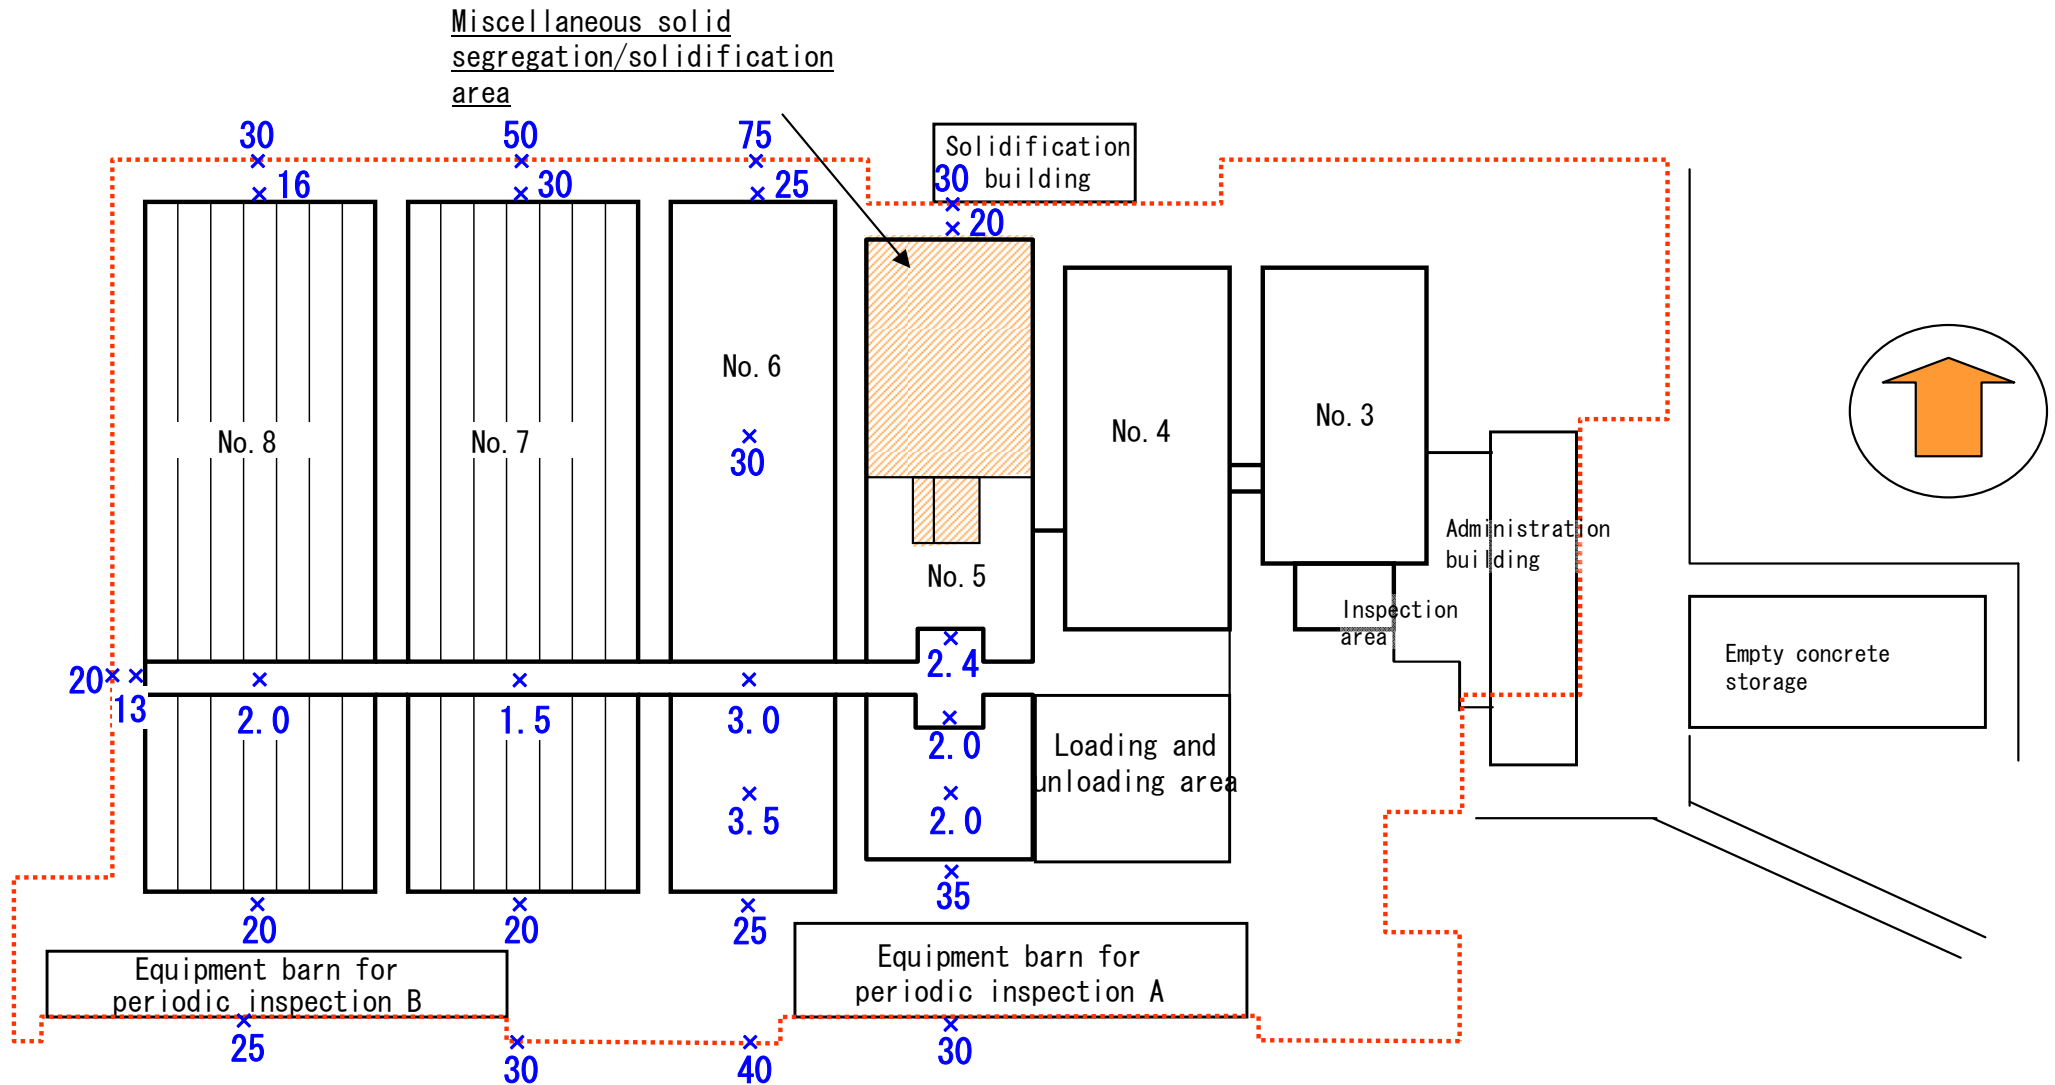 Miscellaneous solid
segregation/solidification
area
30
50
75
Solidification
building
16
30
25
30
20
No.6
No.3
No.4
No.8
No.7
30
Administration
building
No.5
Inspection
area
2.4
Empty concrete
storage
20
13
2.0
1.5
3.0
2.0
Loading and
unloading area
3.5
2.0
35
20
20
25
Equipment barn for
periodic inspection B
Equipment barn for
periodic inspection A
25
30
40
30